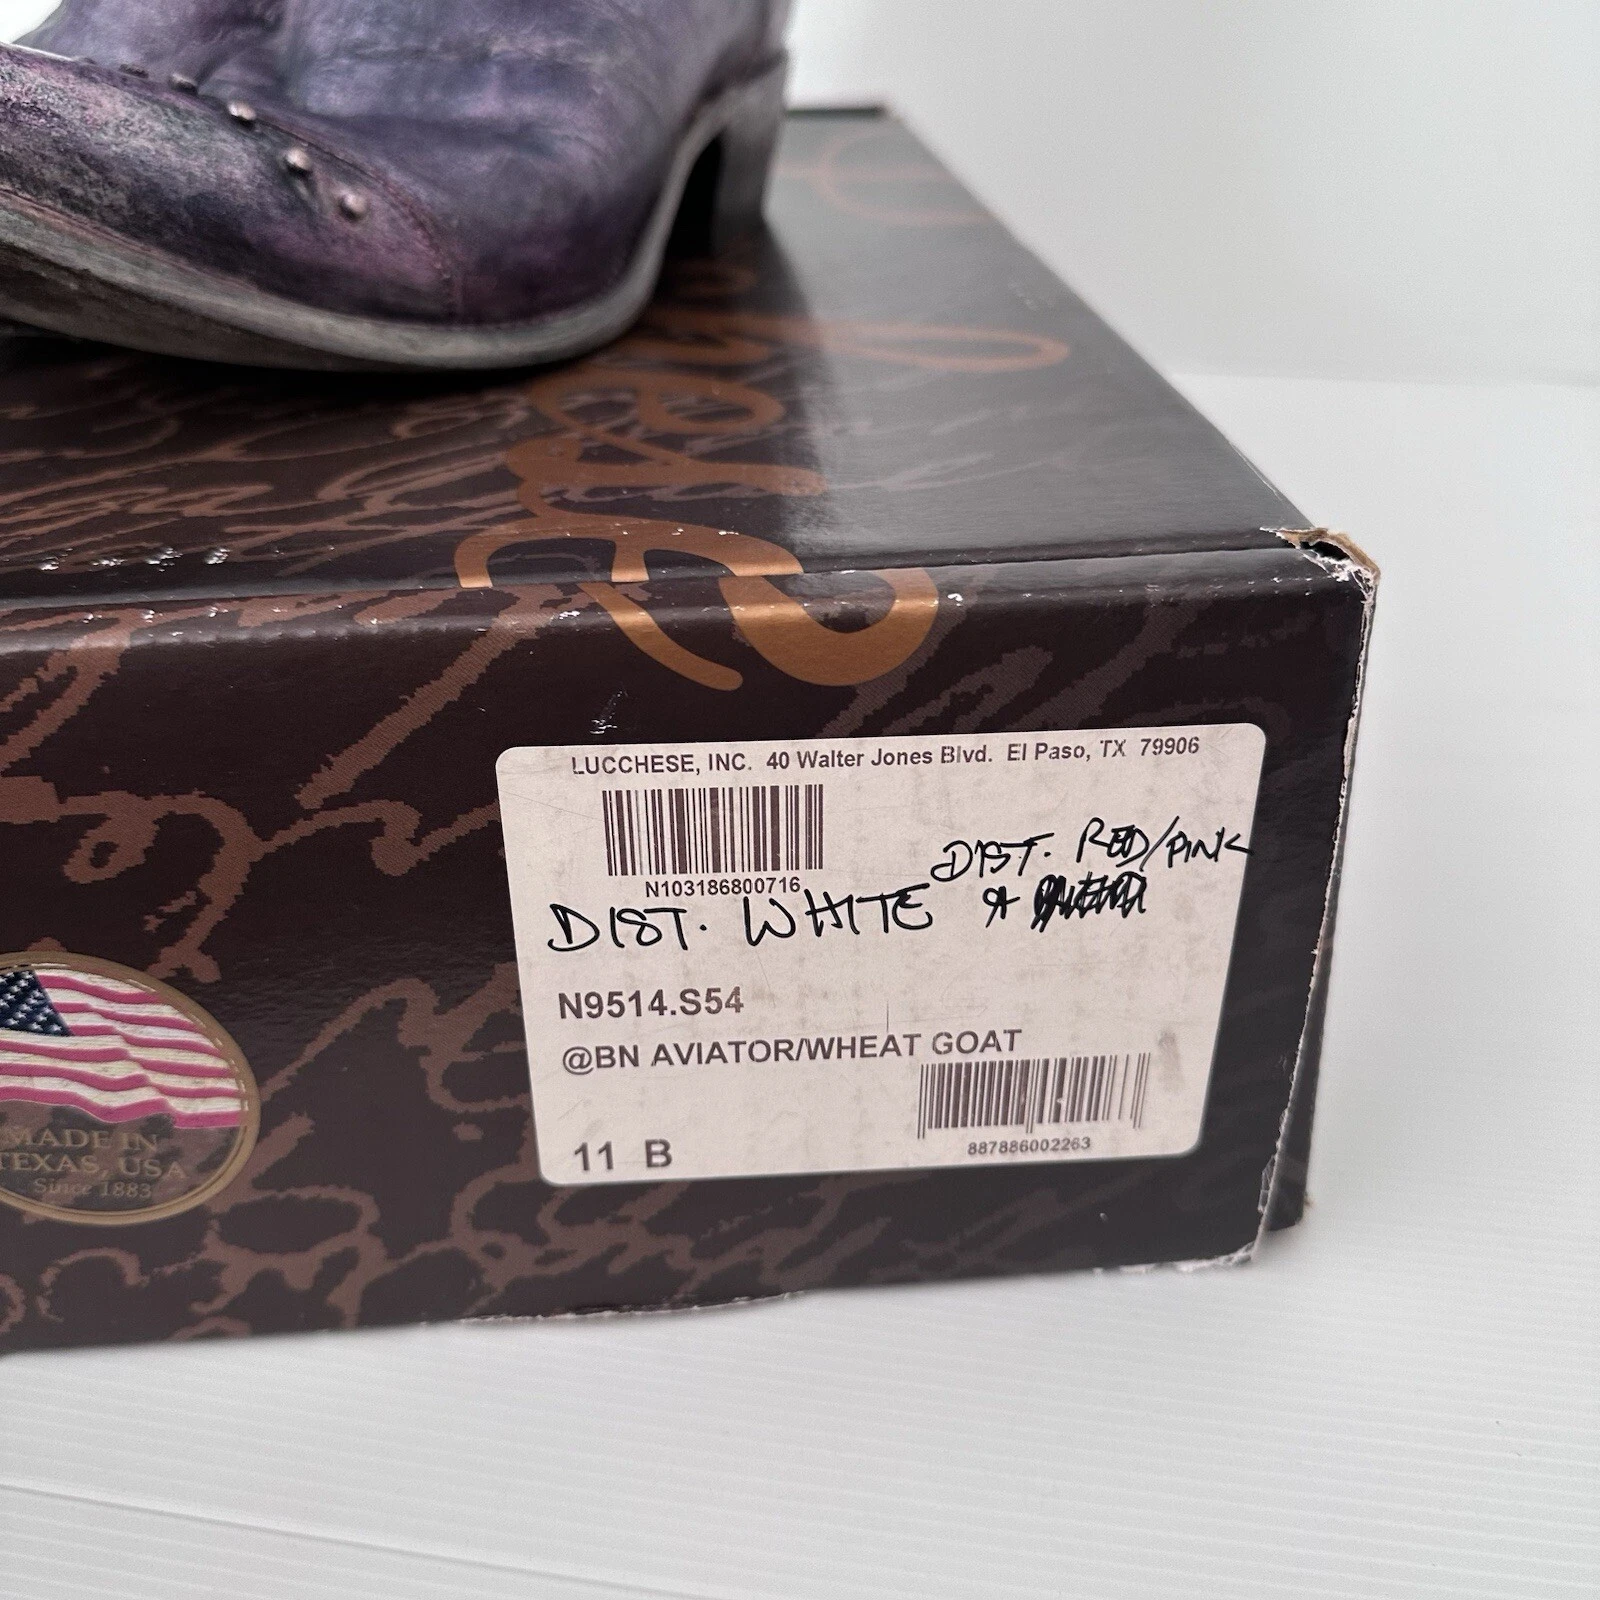 LUCCHESE, INC. 40 Walter Jones Blvd. El Paso, TX 79906
N103186800716
DIST. RED/PINK
DIST. WHITE &
N9514.S54
@BN AVIATOR/WHEAT GOAT
11 B
887886002263
MADE IN
TEXAS, USA
Since 1883